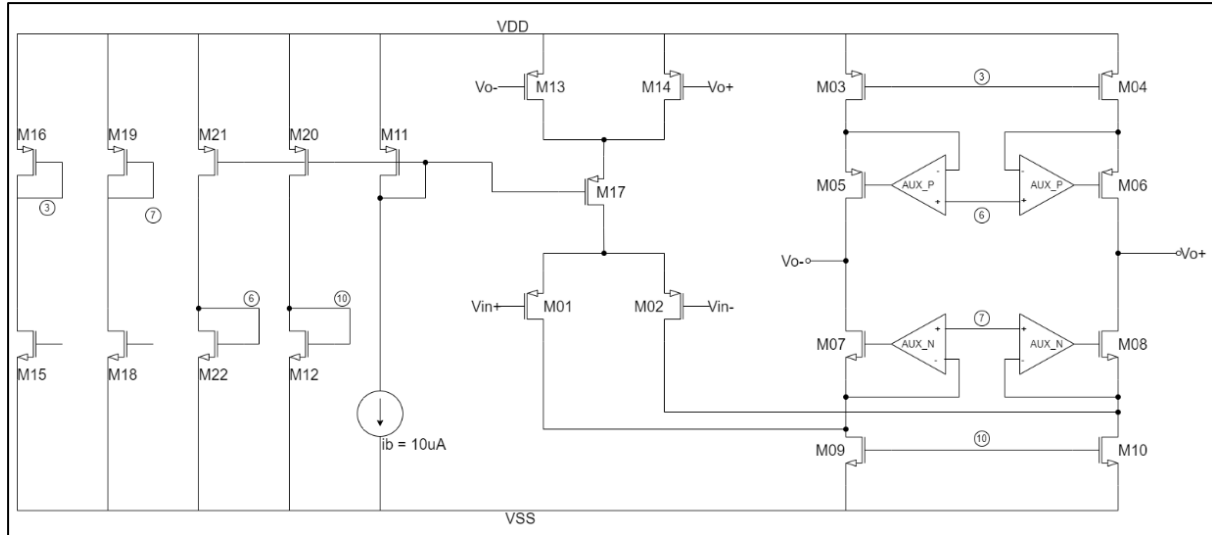 VDD
Vo- M13 M14 Vo+ M03 ③ M04
M16 M19 M21 M20 M11
M17 M05 AUX_P - + AUX_P - + M06
③ ⑦ ⑥
Vo- Vo+
⑥ ⑩ Vin+ M01 M02 Vin- ⑦
M07 AUX_N + - AUX_N + - M08
M15 M18 M22 M12
ib = 10uA M09 ⑩ M10
VSS